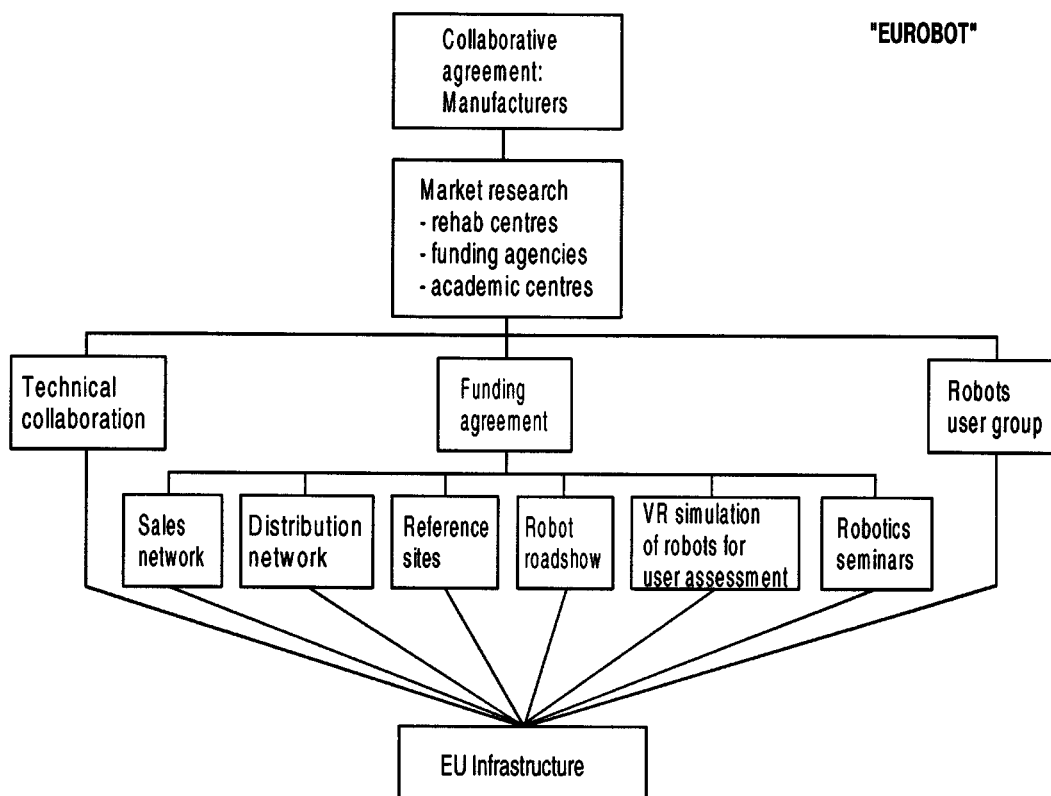 "EUROBOT"
Collaborative
agreement:
Manufacturers
Market research
- rehab centres
- funding agencies
- academic centres
Technical
collaboration
Funding
agreement
Robots
user group
Sales
network
Distribution
network
Reference
sites
Robot
roadshow
VR simulation
of robots for
user assessment
Robotics
seminars
EU Infrastructure